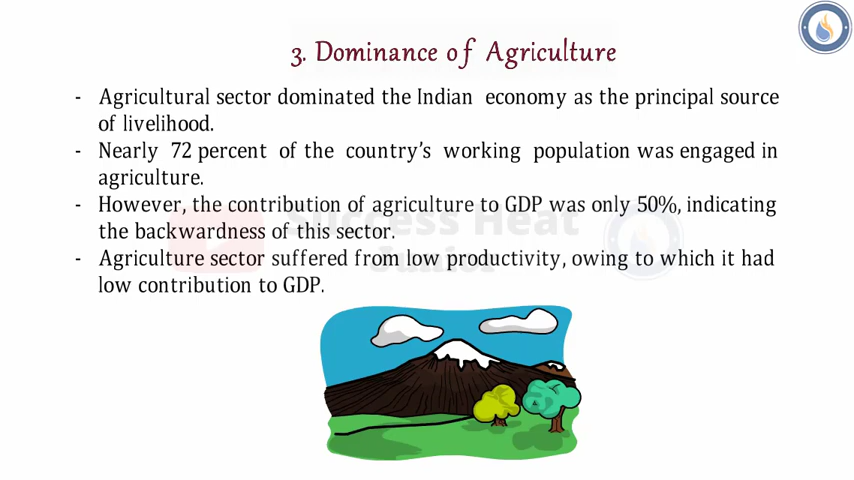 3. Dominance of Agriculture
- Agricultural sector dominated the Indian economy as the principal source
of livelihood.
- Nearly 72 percent of the country's working population was engaged in
agriculture.
- However, the contribution of agriculture to GDP was only 50%, indicating
the backwardness of this sector.
- Agriculture sector suffered from low productivity, owing to which it had
low contribution to GDP.
Success Heat
Junior